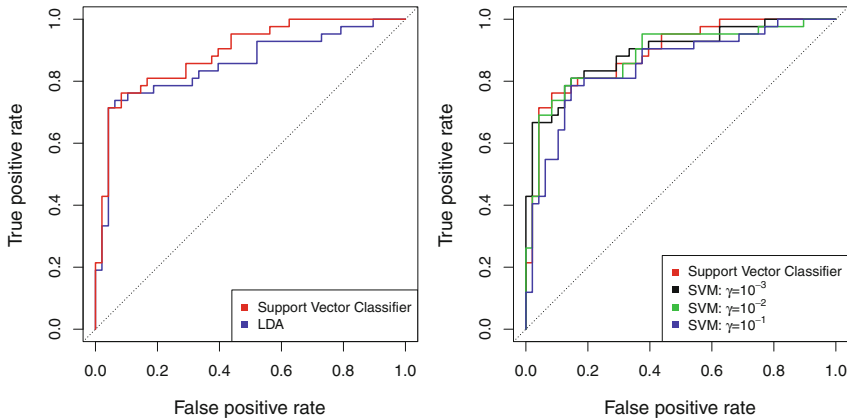 1.0
0.8
0.6
0.4
0.2
0.0
True positive rate
Support Vector Classifier
LDA
0.0 0.2 0.4 0.6 0.8 1.0
False positive rate
1.0
0.8
0.6
0.4
0.2
0.0
True positive rate
Support Vector Classifier
SVM: γ=10⁻³
SVM: γ=10⁻²
SVM: γ=10⁻¹
0.0 0.2 0.4 0.6 0.8 1.0
False positive rate